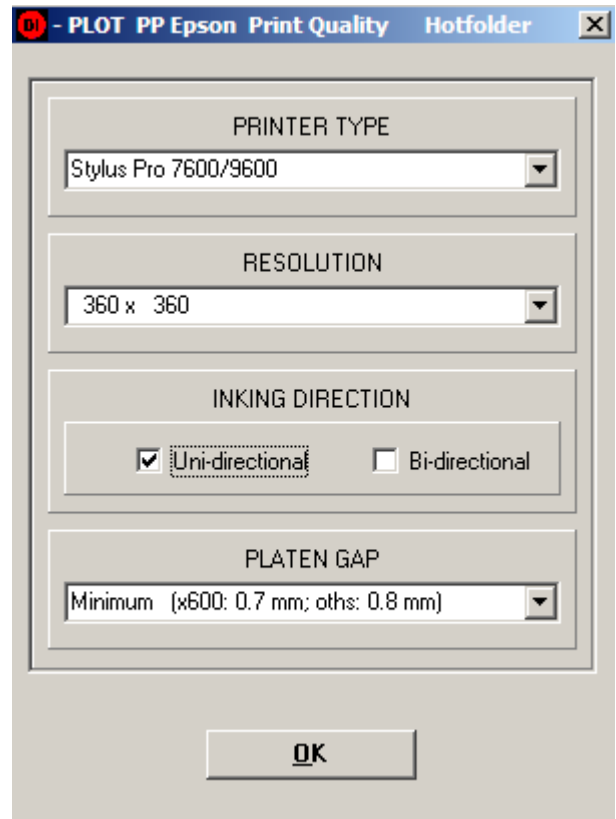 DI - PLOT PP Epson Print Quality Hotfolder
PRINTER TYPE
Stylus Pro 7600/9600
RESOLUTION
360 x 360
INKING DIRECTION
Uni-directional Bi-directional
PLATEN GAP
Minimum (x600: 0.7 mm; oths: 0.8 mm)
OK